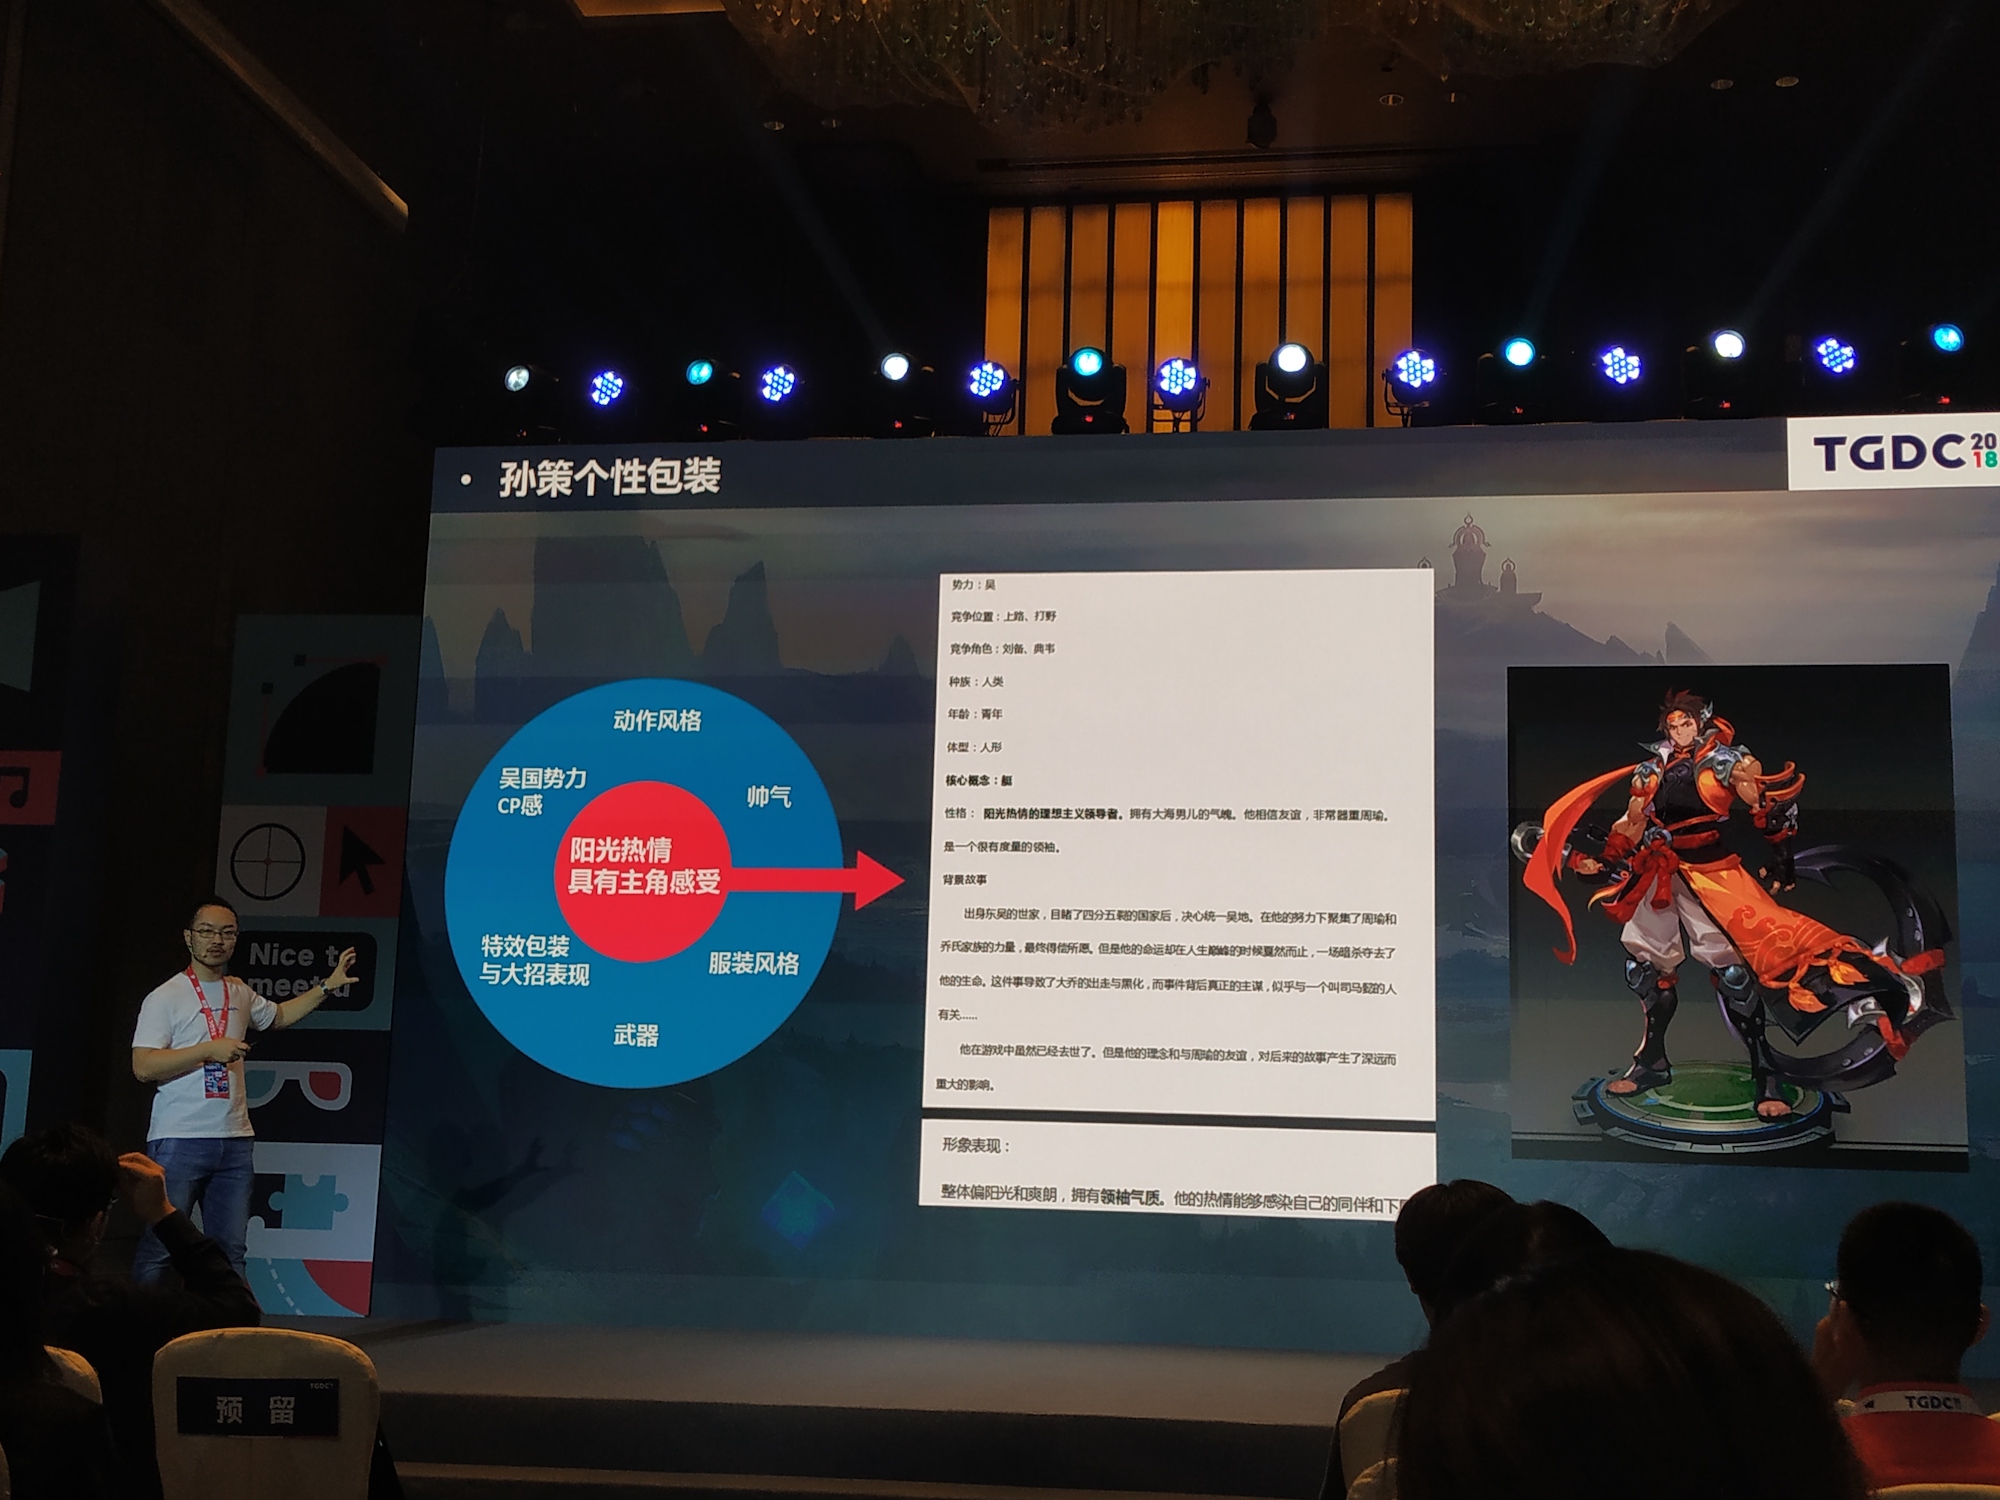 • 孙策个性包装
TGDC 2018
动作风格
吴国势力
CP感
帅气
阳光热情
具有主角感受
特效包装
与大招表现
服装风格
武器
势力：吴
竞争位置：上路、打野
竞争角色：刘备、典韦
种族：人类
年龄：青年
体型：人形
核心概念：艇
性格： 阳光热情的理想主义领导者。拥有大海男儿的气魄。他相信友谊，非常器重周瑜。
是一个很有度量的领袖。
背景故事
出身东吴的世家，目睹了四分五裂的国家后，决心统一吴地。在他的努力下聚集了周瑜和
乔氏家族的力量，最终得偿所愿。但是他的命运却在人生巅峰的时候戛然而止，一场暗杀夺去了
他的生命。这件事导致了大乔的出走与黑化，而事件背后真正的主谋，似乎与一个叫司马懿的人
有关......
他在游戏中虽然已经去世了。但是他的理念和与周瑜的友谊，对后来的故事产生了深远而
重大的影响。
形象表现：
整体偏阳光和爽朗，拥有领袖气质。他的热情能够感染自己的同伴和下
Nice to
meet u
TGDC
预 留
TGDC